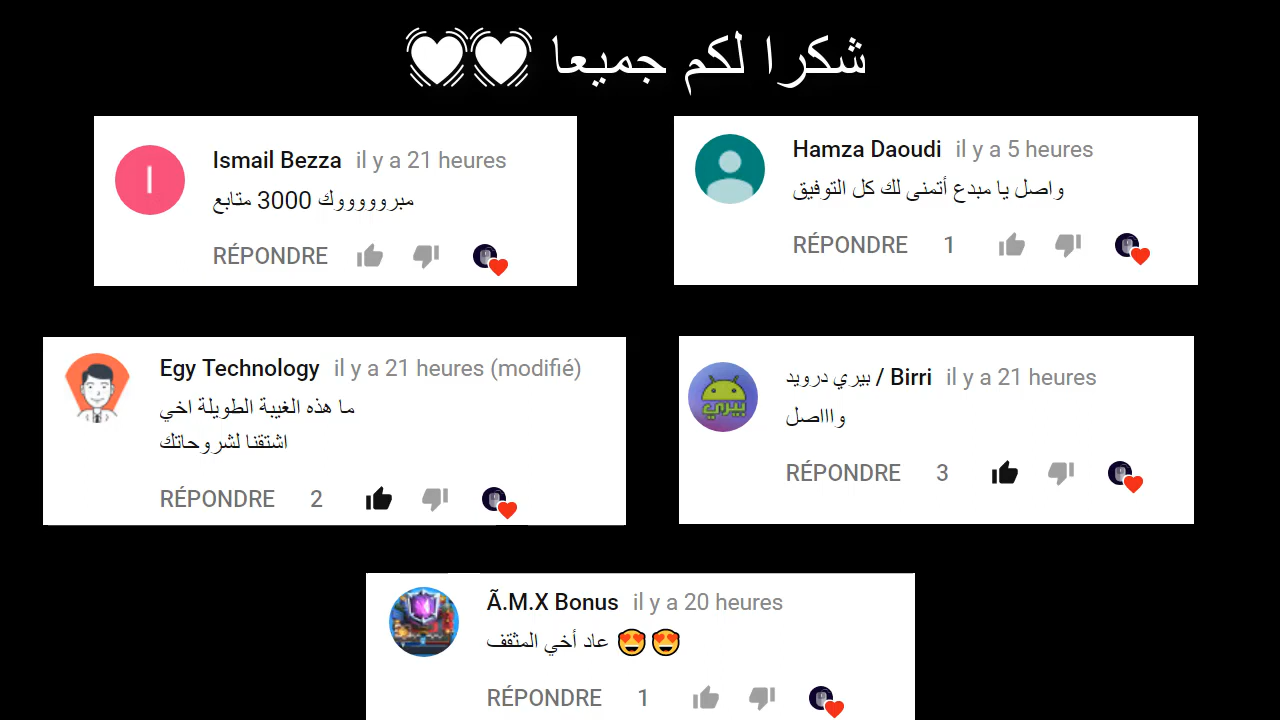 شكرا لكم جميعا 💓💓
Ismail Bezza il y a 21 heures
مبروووووك 3000 متابع
RÉPONDRE
Hamza Daoudi il y a 5 heures
واصل يا مبدع أتمنى لك كل التوفيق
RÉPONDRE 1
Egy Technology il y a 21 heures (modifié)
ما هذه الغيبة الطويلة اخي
اشتقنا لشروحاتك
RÉPONDRE 2
بيري درويد / Birri il y a 21 heures
واااصل
RÉPONDRE 3
Ã.M.X Bonus il y a 20 heures
عاد أخي المثقف 😍😍
RÉPONDRE 1